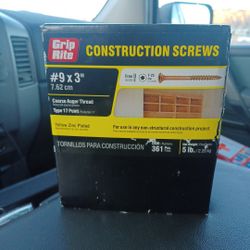 Grip
Rite
CONSTRUCTION SCREWS
#9 x 3"
7.62 cm
Coarse Auger Thread
Type 17 Point
Yellow Zinc Plated
For use in any non-structural construction project
TORNILLOS PARA CONSTRUCCIÓN
361
5 lb.